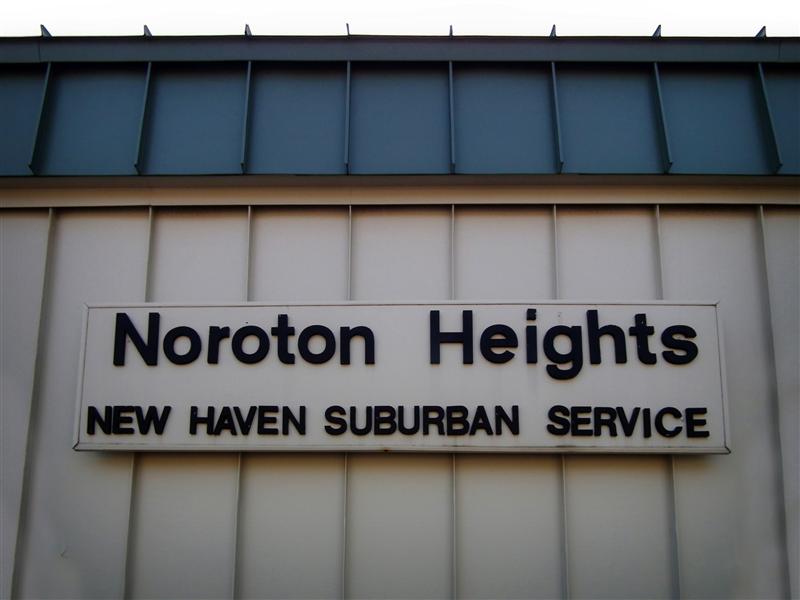 Noroton Heights
NEW HAVEN SUBURBAN SERVICE